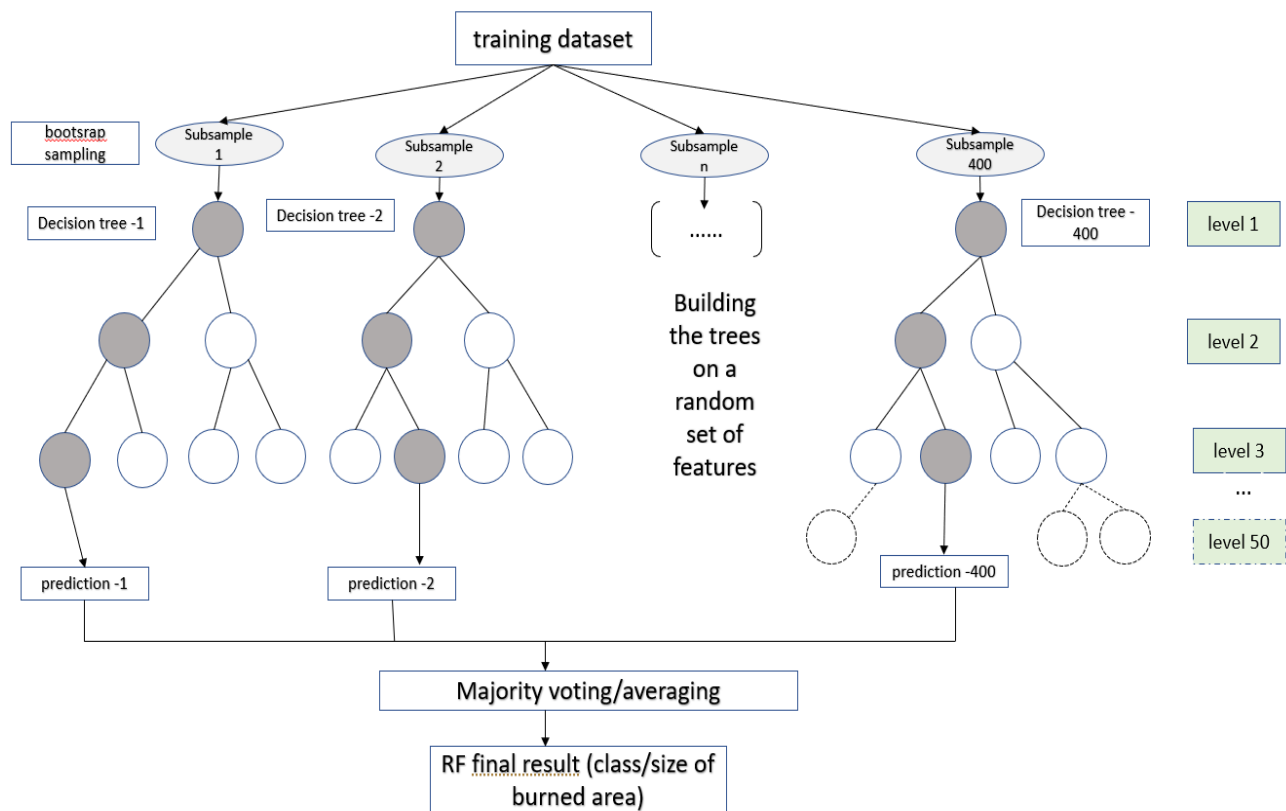 training dataset
bootsrap
sampling
Subsample
1
Subsample
2
Subsample
n
Subsample
400
Decision tree -1
Decision tree -2
......
Decision tree -
400
level 1
Building
the trees
on a
random
set of
features
level 2
level 3
...
level 50
prediction -1
prediction -2
prediction -400
Majority voting/averaging
RF final result (class/size of
burned area)